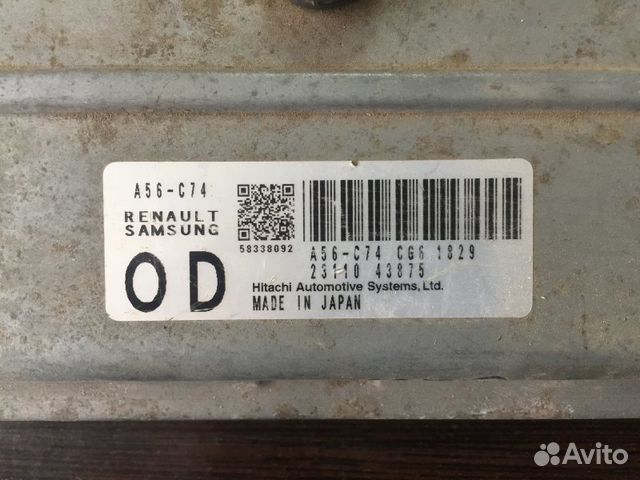 A56-C74
RENAULT
SAMSUNG
58338092
OD
A56-C74 CG6 1829
23110 43875
Hitachi Automotive Systems, Ltd.
MADE IN JAPAN
Avito